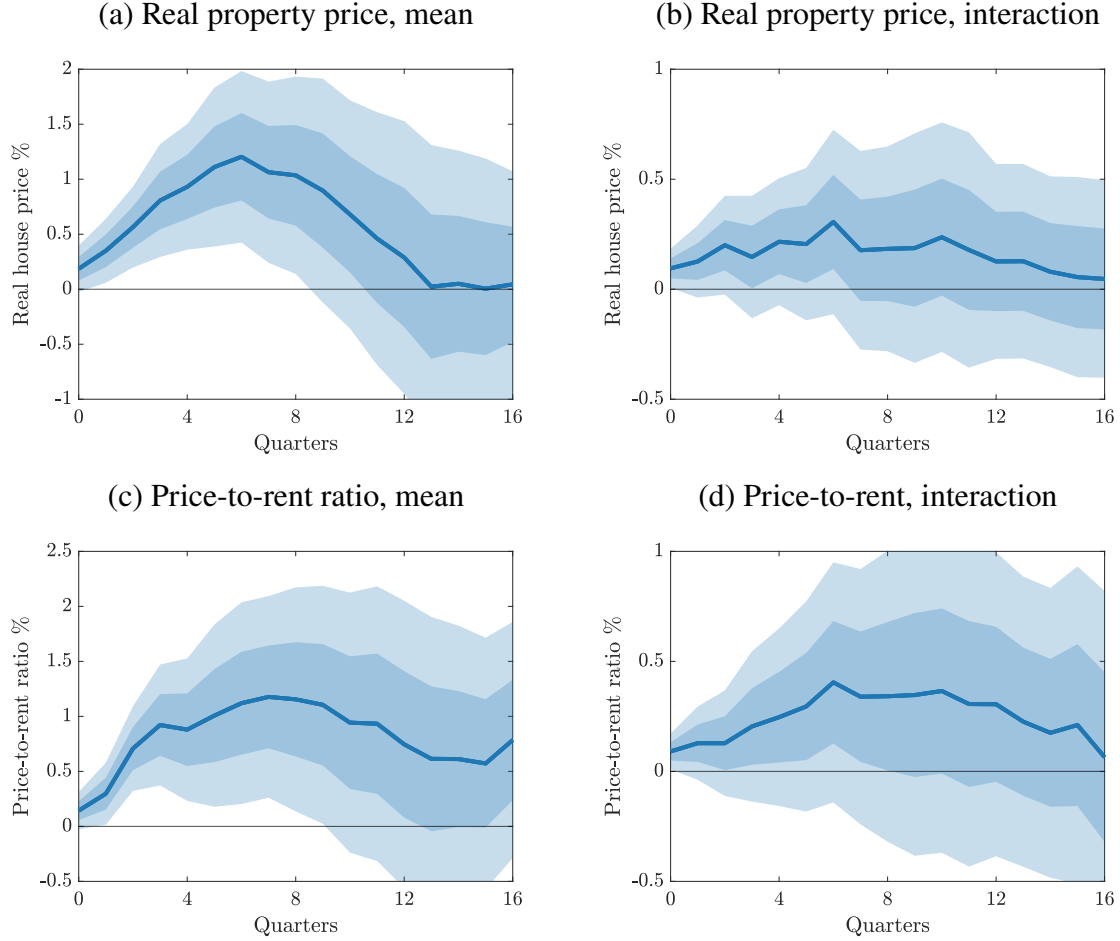 (a) Real property price, mean
(b) Real property price, interaction
2
1.5
1
0.5
0
-0.5
-1
Real house price %
0 4 8 12 16
Quarters
1
0.5
0
-0.5
Real house price %
0 4 8 12 16
Quarters
(c) Price-to-rent ratio, mean
(d) Price-to-rent, interaction
2.5
2
1.5
1
0.5
0
-0.5
Price-to-rent ratio %
0 4 8 12 16
Quarters
1
0.5
0
-0.5
Price-to-rent ratio %
0 4 8 12 16
Quarters